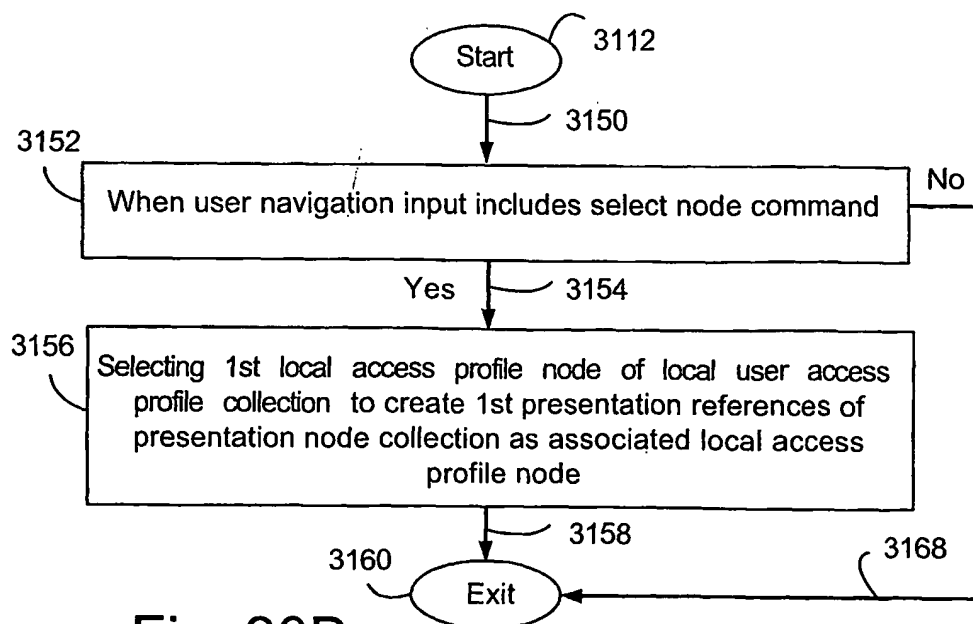 Start
3112
3150
3152
When user navigation input includes select node command
No
Yes
3154
3156
Selecting 1st local access profile node of local user access
profile collection to create 1st presentation references of
presentation node collection as associated local access
profile node
3158
3160
Exit
3168